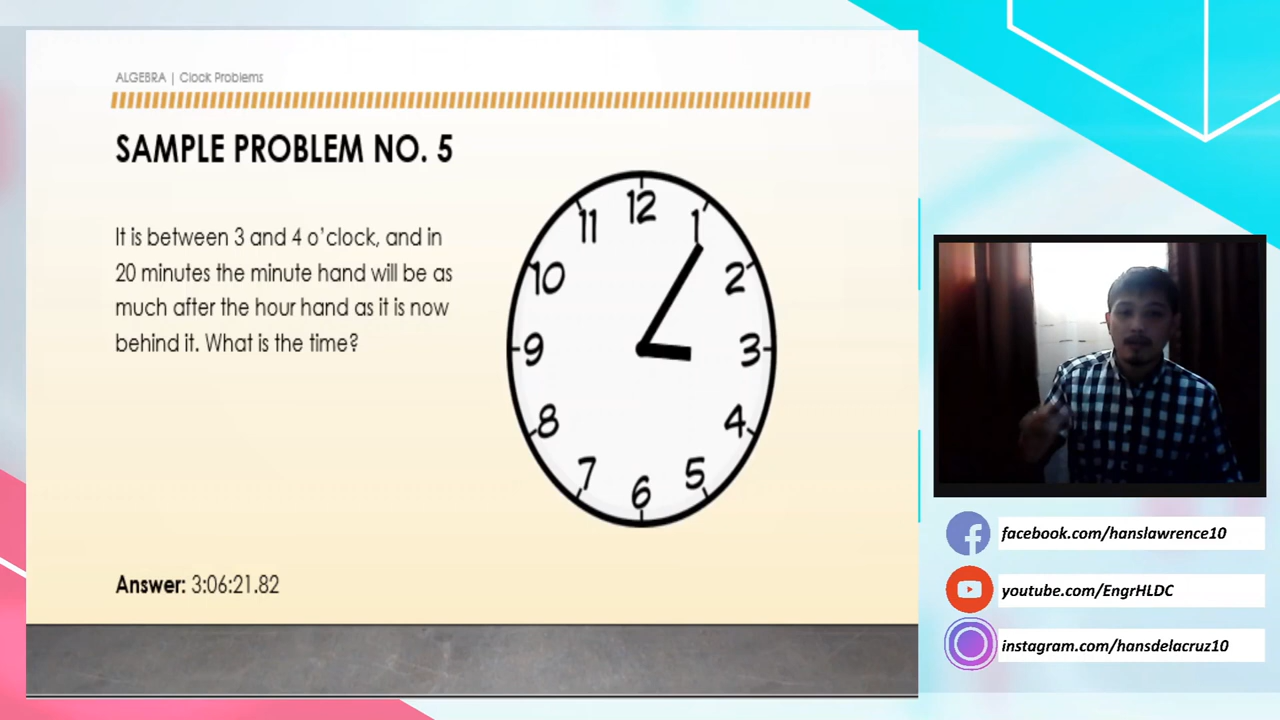 ALGEBRA | Clock Problems
SAMPLE PROBLEM NO. 5
It is between 3 and 4 o'clock, and in
20 minutes the minute hand will be as
much after the hour hand as it is now
behind it. What is the time?
12
11
1
10
2
9
3
8
4
7
5
6
Answer: 3:06:21.82
facebook.com/hanslawrence10
youtube.com/EngrHLDC
instagram.com/hansdelacruz10